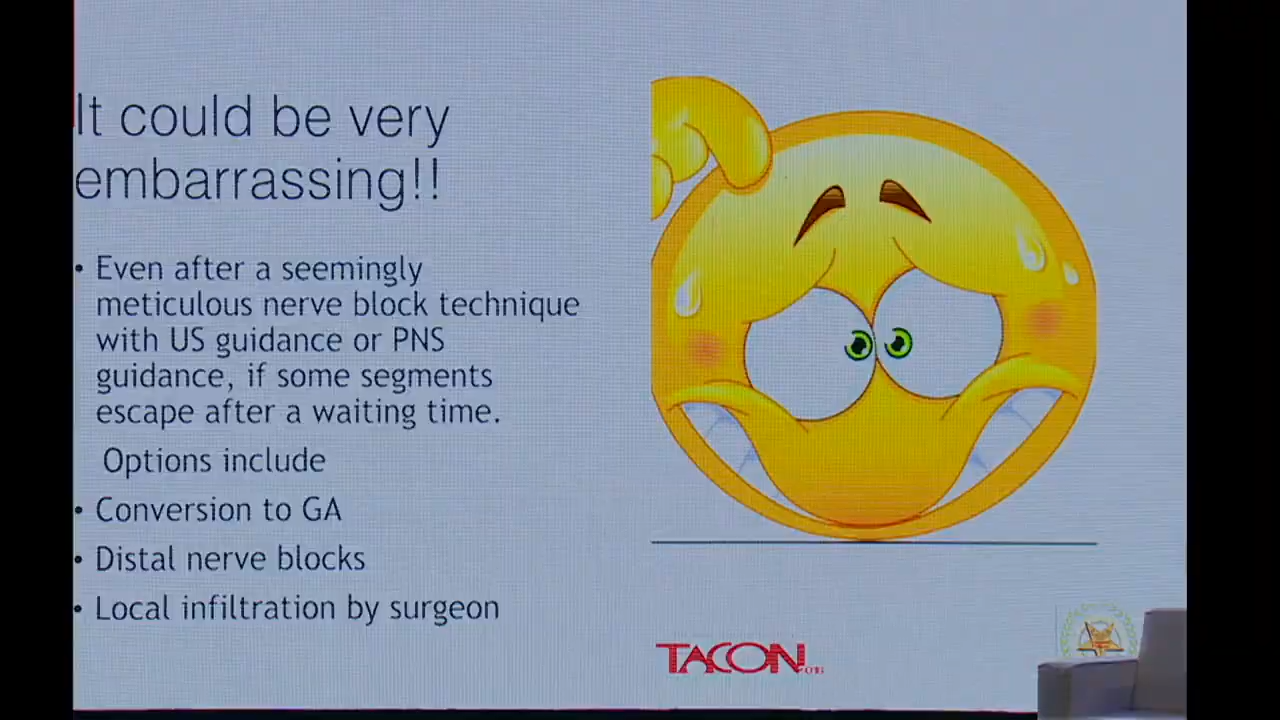 It could be very
embarrassing!!
• Even after a seemingly
meticulous nerve block technique
with US guidance or PNS
guidance, if some segments
escape after a waiting time.
Options include
• Conversion to GA
• Distal nerve blocks
• Local infiltration by surgeon
TACON